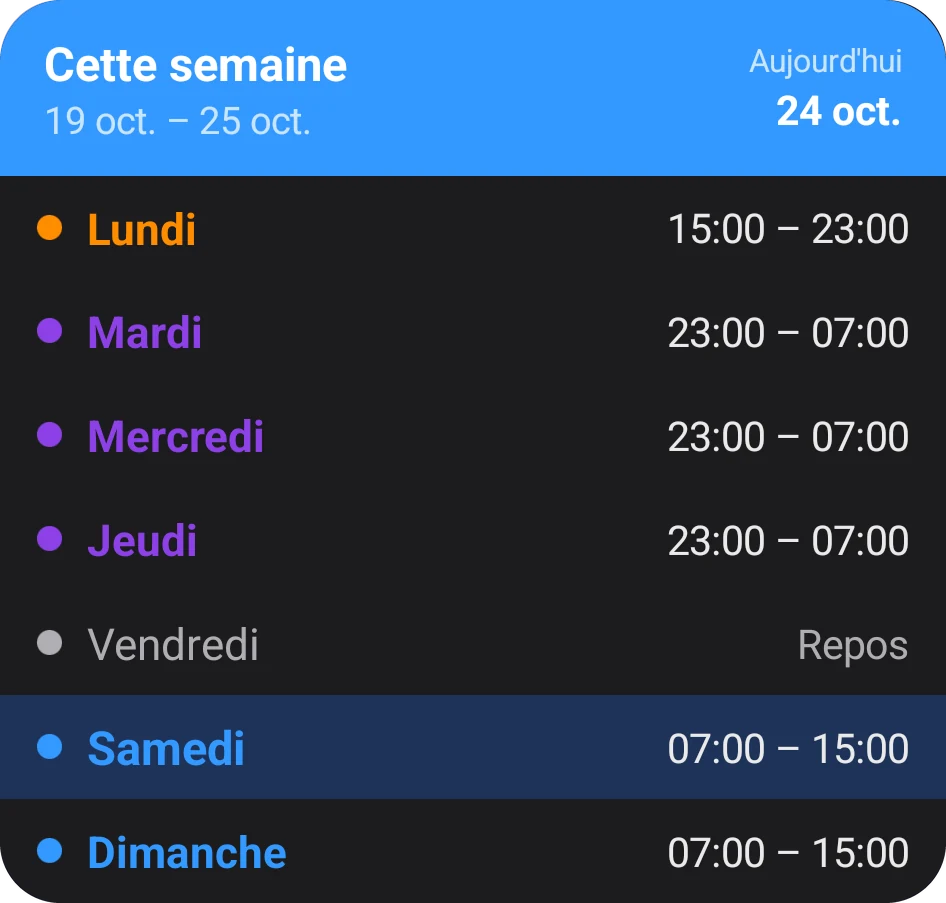 Cette semaine
19 oct. – 25 oct.
Aujourd'hui
24 oct.
Lundi 15:00 – 23:00
Mardi 23:00 – 07:00
Mercredi 23:00 – 07:00
Jeudi 23:00 – 07:00
Vendredi Repos
Samedi 07:00 – 15:00
Dimanche 07:00 – 15:00